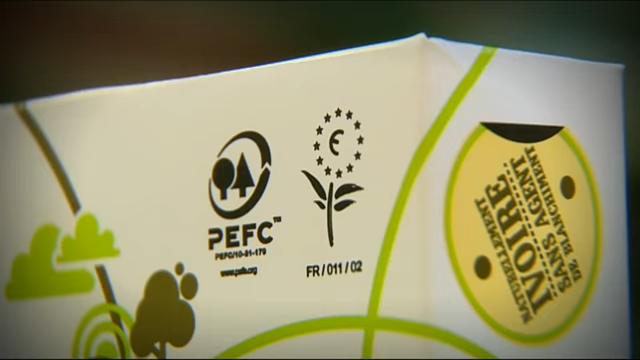 PEFC™
PEFC/10-31-179
www.pefc.org
€
FR / 011 / 02
NATURELLEMENT
IVOIRE
SANS AGENT
DE BLANCHIMENT